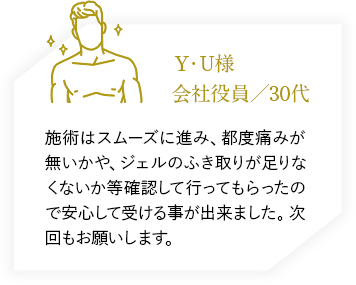 Y・U様
会社役員／30代
施術はスムーズに進み、都度痛みが
無いかや、ジェルのふき取りが足りな
くないか等確認して行ってもらったの
で安心して受ける事が出来ました。次
回もお願いします。